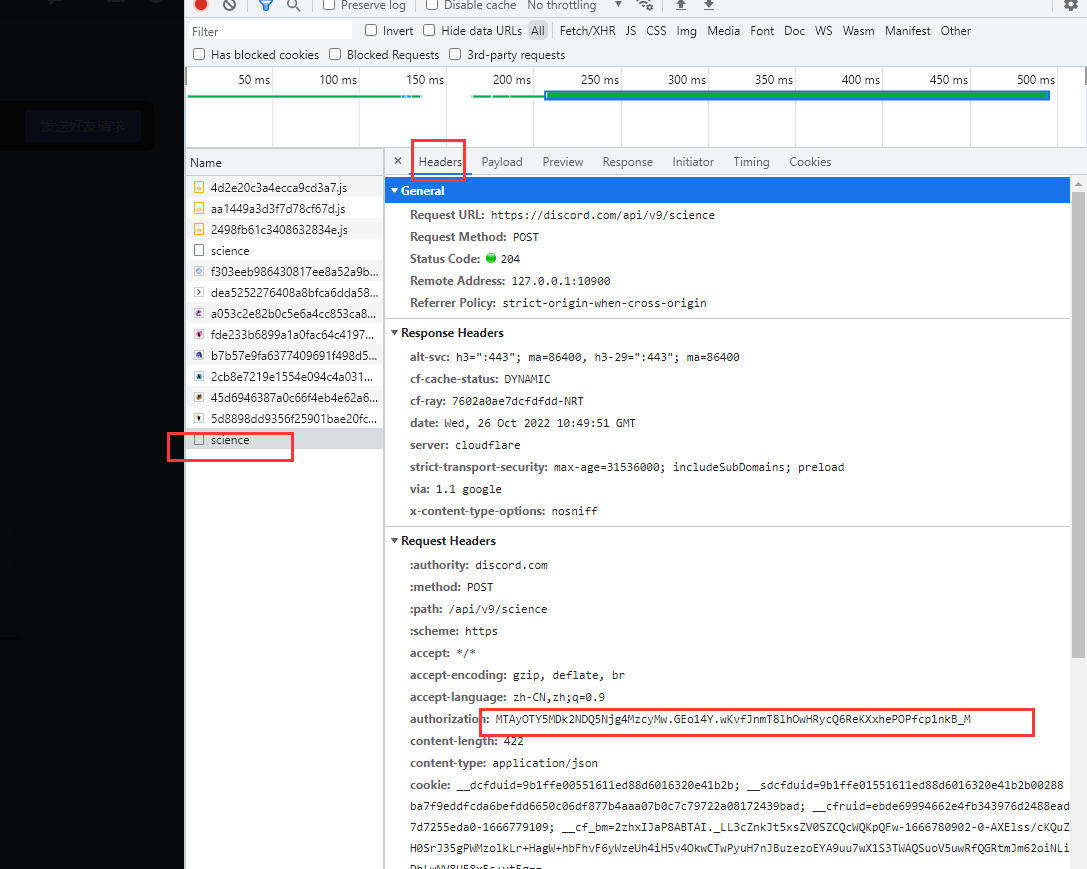 Preserve log Disable cache No throttling
Filter Invert Hide data URLs All Fetch/XHR JS CSS Img Media Font Doc WS Wasm Manifest Other
Has blocked cookies Blocked Requests 3rd-party requests
50 ms 100 ms 150 ms 200 ms 250 ms 300 ms 350 ms 400 ms 450 ms 500 ms
发送好友请求
Name
4d2e20c3a4ecca9cd3a7.js
aa1449a3d3f7d78cf67d.js
2498fb61c3408632834e.js
science
f303eeb986430817ee8a52a9b...
dea5252276408a8bfca6dda58...
a053c2e82b0c5e6a4cc853ca8...
fde233b6899a1a0fac64c4197...
b7b57e9fa6377409691f498d5...
2cb8e7219e1554e094c4a031...
45d6946387a0c66f4eb4e62a6...
5d8898dd9356f25901bae20fc...
science
× Headers Payload Preview Response Initiator Timing Cookies
General
Request URL: https://discord.com/api/v9/science
Request Method: POST
Status Code: 204
Remote Address: 127.0.0.1:10900
Referrer Policy: strict-origin-when-cross-origin
Response Headers
alt-svc: h3=":443"; ma=86400, h3-29=":443"; ma=86400
cf-cache-status: DYNAMIC
cf-ray: 7602a0ae7dcfdfdd-NRT
date: Wed, 26 Oct 2022 10:49:51 GMT
server: cloudflare
strict-transport-security: max-age=31536000; includeSubDomains; preload
via: 1.1 google
x-content-type-options: nosniff
Request Headers
:authority: discord.com
:method: POST
:path: /api/v9/science
:scheme: https
accept: */*
accept-encoding: gzip, deflate, br
accept-language: zh-CN,zh;q=0.9
authorization: MTAyOTY5MDk2NDQ5Njg4MzcyMw.GEo14Y.wKvfJnmT8lhOwHRycQ6ReKXxhePOPfcp1nkB_M
content-length: 422
content-type: application/json
cookie: __dcfduid=9b1ffe00551611ed88d6016320e41b2b; __sdcfduid=9b1ffe01551611ed88d6016320e41b2b00288
ba7f9eddfcda6befdd6650c06df877b4aaa07b0c7c79722a08172439bad; __cfruid=ebde69994662e4fb343976d2488ead
7d7255eda0-1666779109; __cf_bm=2zhxIJaP8ABTAI._LL3cZnkJt5xsZV0SZCQcWQKpQFw-1666780902-0-AXElss/cKQuZ
H0SrJ35gPWMzolkLr+HagW+hbFhvF6yWzeUh4iH5v4OkwCTwPyuH7nJBuzezoEYA9uu7wX1S3TWAQSuoV5uwRfQGRtmJm62oiNLi